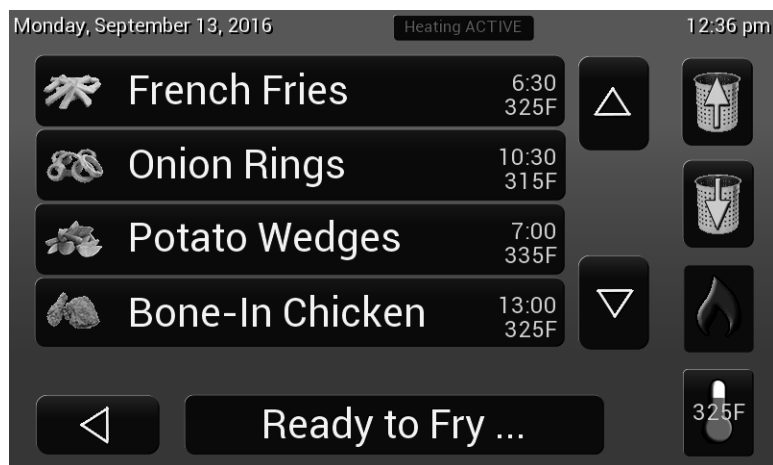 Monday, September 13, 2016 Heating ACTIVE 12:36 pm
French Fries 6:30
325F
Onion Rings 10:30
315F
Potato Wedges 7:00
335F
Bone-In Chicken 13:00
325F
325F
Ready to Fry ...